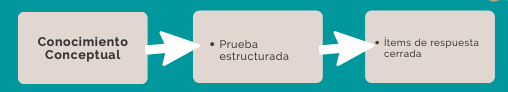 Conocimiento
Conceptual
• Prueba
estructurada
• Ítems de respuesta
cerrada